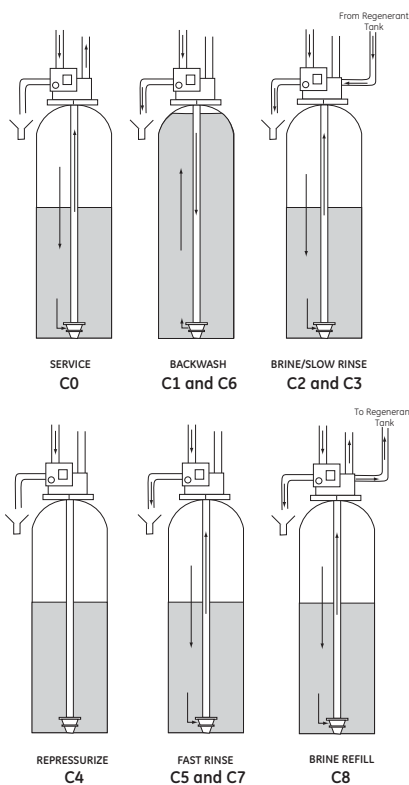 From Regenerant
Tank
SERVICE
C0
BACKWASH
C1 and C6
BRINE/SLOW RINSE
C2 and C3
To Regenerant
Tank
REPRESSURIZE
C4
FAST RINSE
C5 and C7
BRINE REFILL
C8